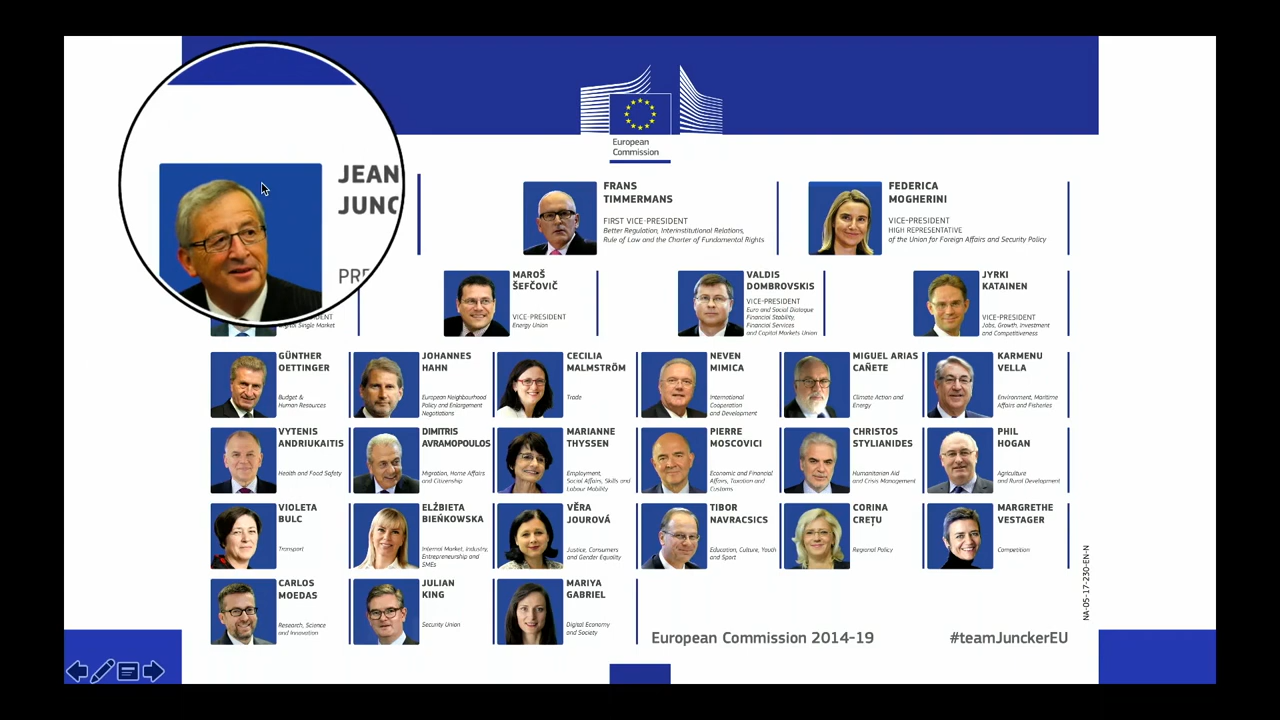 European
Commission
JEAN
JUNC
PRE
FRANS
TIMMERMANS
FIRST VICE-PRESIDENT
Better Regulation, Interinstitutional Relations,
Rule of Law and the Charter of Fundamental Rights
FEDERICA
MOGHERINI
VICE-PRESIDENT
HIGH REPRESENTATIVE
of the Union for Foreign Affairs and Security Policy
Digital Single Market
MAROŠ
ŠEFČOVIČ
VICE-PRESIDENT
Energy Union
VALDIS
DOMBROVSKIS
VICE-PRESIDENT
Euro and Social Dialogue
Financial Stability,
Financial Services
and Capital Markets Union
JYRKI
KATAINEN
VICE-PRESIDENT
Jobs, Growth, Investment
and Competitiveness
GÜNTHER
OETTINGER
Budget &
Human Resources
JOHANNES
HAHN
European Neighbourhood
Policy and Enlargement
Negotiations
CECILIA
MALMSTRÖM
Trade
NEVEN
MIMICA
International
Cooperation
and Development
MIGUEL ARIAS
CAÑETE
Climate Action and
Energy
KARMENU
VELLA
Environment, Maritime
Affairs and Fisheries
VYTENIS
ANDRIUKAITIS
Health and Food Safety
DIMITRIS
AVRAMOPOULOS
Migration, Home Affairs
and Citizenship
MARIANNE
THYSSEN
Employment,
Social Affairs, Skills and
Labour Mobility
PIERRE
MOSCOVICI
Economic and Financial
Affairs, Taxation and
Customs
CHRISTOS
STYLIANIDES
Humanitarian Aid
and Crisis Management
PHIL
HOGAN
Agriculture
and Rural Development
VIOLETA
BULC
Transport
ELŻBIETA
BIEŃKOWSKA
Internal Market, Industry,
Entrepreneurship and
SMEs
VĚRA
JOUROVÁ
Justice, Consumers
and Gender Equality
TIBOR
NAVRACSICS
Education, Culture, Youth
and Sport
CORINA
CREȚU
Regional Policy
MARGRETHE
VESTAGER
Competition
CARLOS
MOEDAS
Research, Science
and Innovation
JULIAN
KING
Security Union
MARIYA
GABRIEL
Digital Economy
and Society
European Commission 2014-19
#teamJunckerEU
NA-05-17-230-EN-N